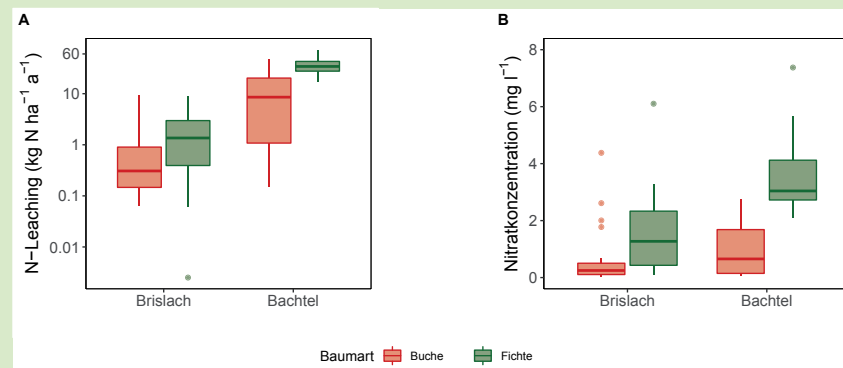 A
N−Leaching (kg N ha⁻¹ a⁻¹)
60
10
1
0.1
0.01
Brislach
Bachtel
B
Nitratkonzentration (mg l⁻¹)
8
6
4
2
0
Brislach
Bachtel
Baumart Buche Fichte